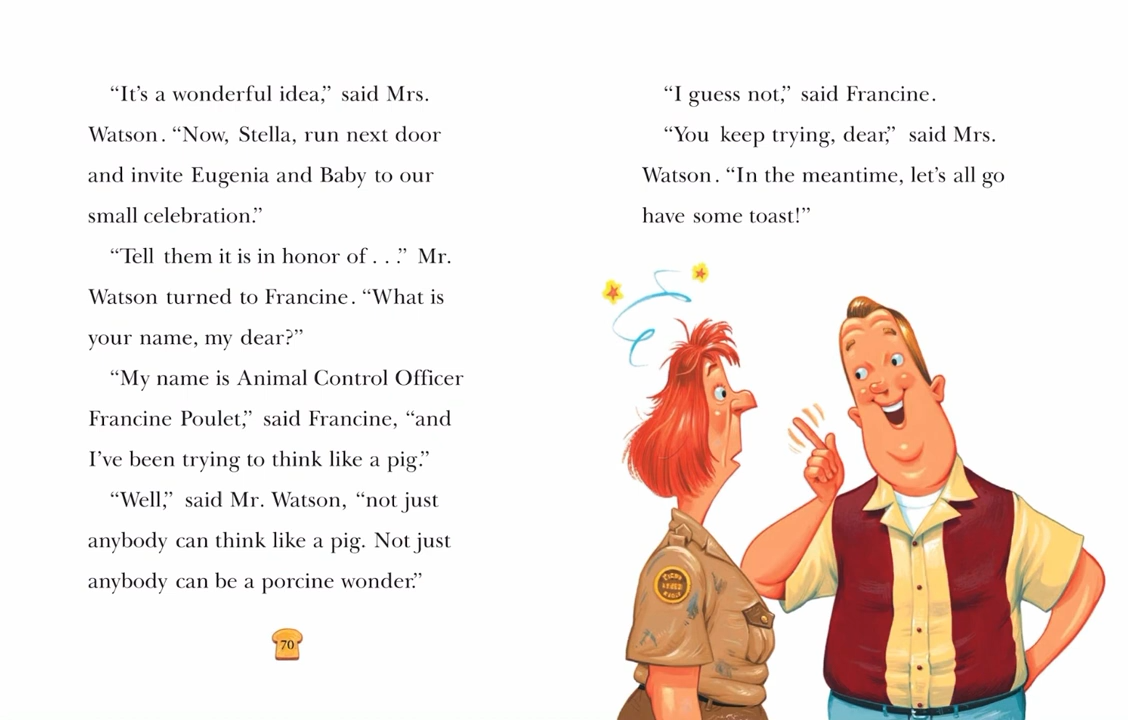 “It’s a wonderful idea,” said Mrs.
Watson. “Now, Stella, run next door
and invite Eugenia and Baby to our
small celebration.”
“Tell them it is in honor of . . .” Mr.
Watson turned to Francine. “What is
your name, my dear?”
“My name is Animal Control Officer
Francine Poulet,” said Francine, “and
I’ve been trying to think like a pig.”
“Well,” said Mr. Watson, “not just
anybody can think like a pig. Not just
anybody can be a porcine wonder.”
70
“I guess not,” said Francine.
“You keep trying, dear,” said Mrs.
Watson. “In the meantime, let’s all go
have some toast!”